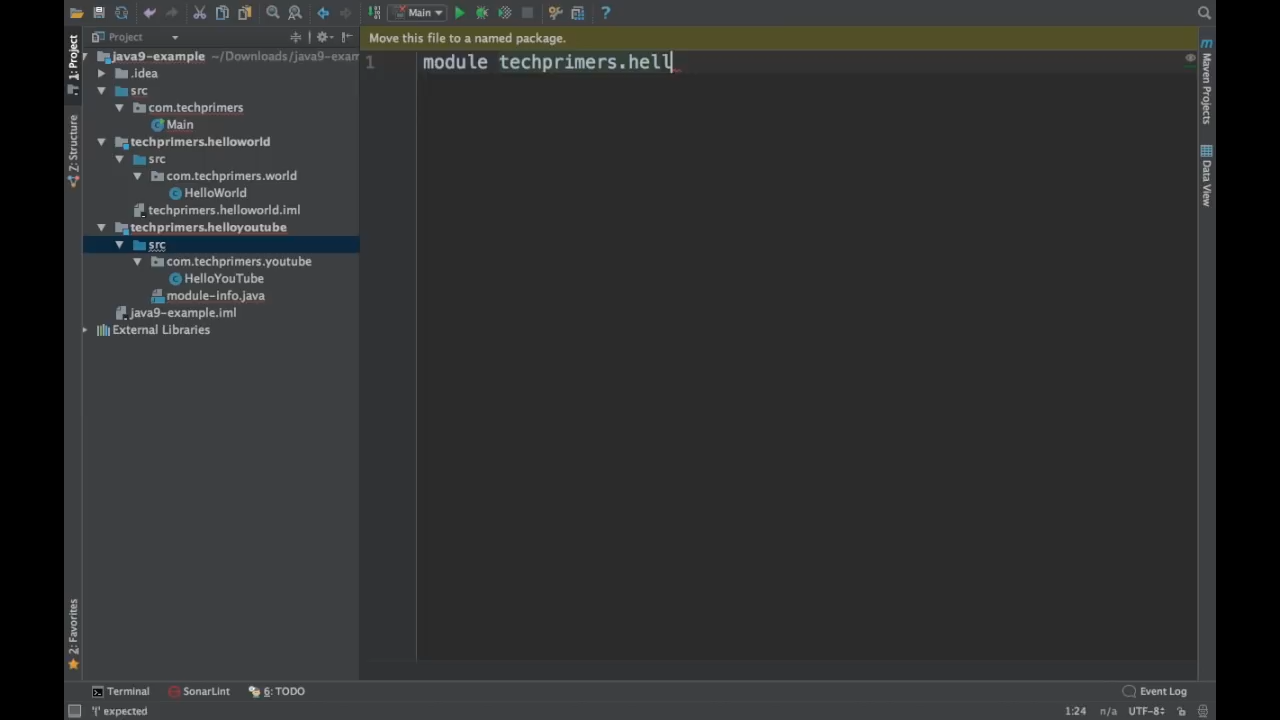 Main
Project
Move this file to a named package.
1: Project
Z: Structure
2: Favorites
java9-example ~/Downloads/java9-exam
.idea
src
com.techprimers
Main
techprimers.helloworld
src
com.techprimers.world
HelloWorld
techprimers.helloworld.iml
techprimers.helloyoutube
src
com.techprimers.youtube
HelloYouTube
module-info.java
java9-example.iml
External Libraries
1 module techprimers.hell
Maven Projects
Data View
Terminal SonarLint 6: TODO Event Log
'{' expected 1:24 n/a UTF-8